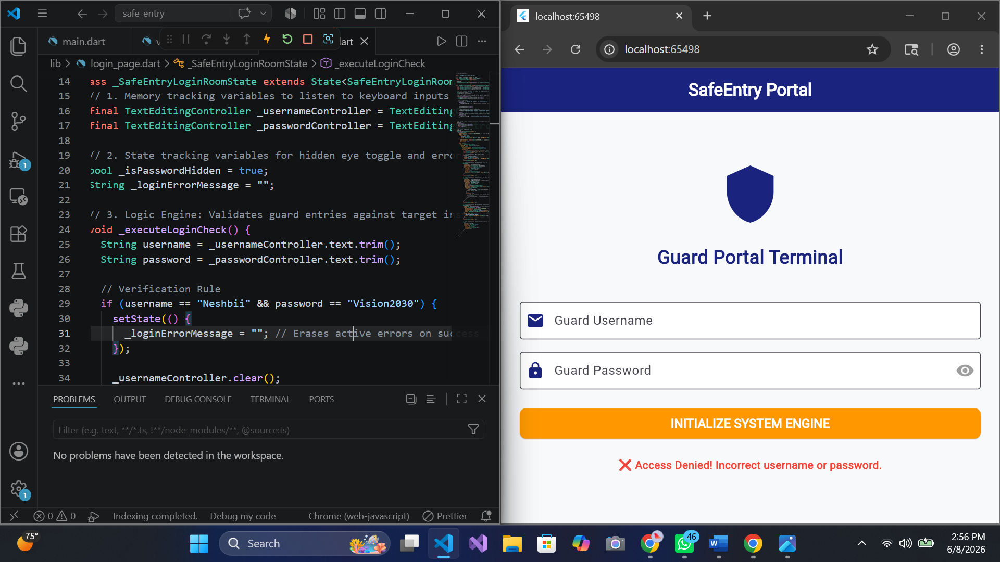 safe_entry
main.dart
v
lart
lib > login_page.dart > _SafeEntryLoginRoomState > _executeLoginCheck
14 ass _SafeEntryLoginRoomState extends State<SafeEntryLoginRoom
15 // 1. Memory tracking variables to listen to keyboard inputs
16 final TextEditingController _usernameController = TextEditing
17 final TextEditingController _passwordController = TextEditing
18
19 // 2. State tracking variables for hidden eye toggle and error
20 bool _isPasswordHidden = true;
21 String _loginErrorMessage = "";
22
23 // 3. Logic Engine: Validates guard entries against target ins
24 void _executeLoginCheck() {
25 String username = _usernameController.text.trim();
26 String password = _passwordController.text.trim();
27
28 // Verification Rule
29 if (username == "Neshbii" && password == "Vision2030") {
30 setState(() {
31 _loginErrorMessage = ""; // Erases active errors on success
32 });
33
34 _usernameController.clear();
PROBLEMS OUTPUT DEBUG CONSOLE TERMINAL PORTS
Filter (e.g. text, **/*.ts, !**/node_modules/**, @source:ts)
No problems have been detected in the workspace.
1
1
0 0 Indexing completed. Debug my code Chrome (web-javascript) Prettier
localhost:65498
localhost:65498
SafeEntry Portal
Guard Portal Terminal
Guard Username
Guard Password
INITIALIZE SYSTEM ENGINE
❌ Access Denied! Incorrect username or password.
75°
Search
46
2:56 PM
6/8/2026